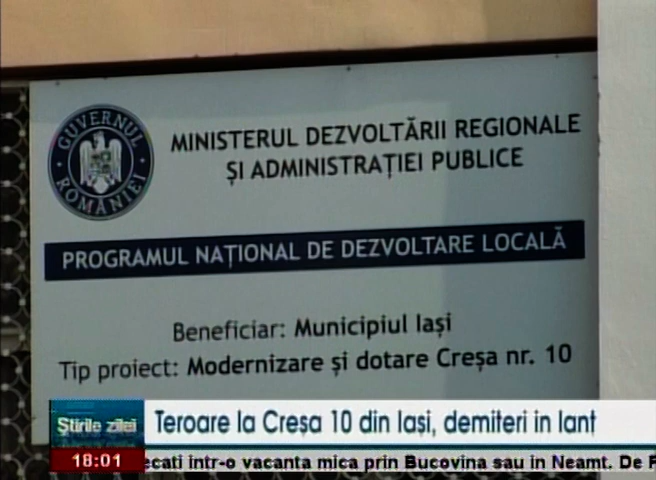 GUVERNUL ROMÂNIEI
MINISTERUL DEZVOLTĂRII REGIONALE
ȘI ADMINISTRAȚIEI PUBLICE
PROGRAMUL NAȚIONAL DE DEZVOLTARE LOCALĂ
Beneficiar: Municipiul Iași
Tip proiect: Modernizare și dotare Creșa nr. 10
Știrile zilei
Teroare la Creșa 10 din Iași, demiteri in lanț
18:01
ecati intr-o vacanta mica prin Bucovina sau in Neamt. De F